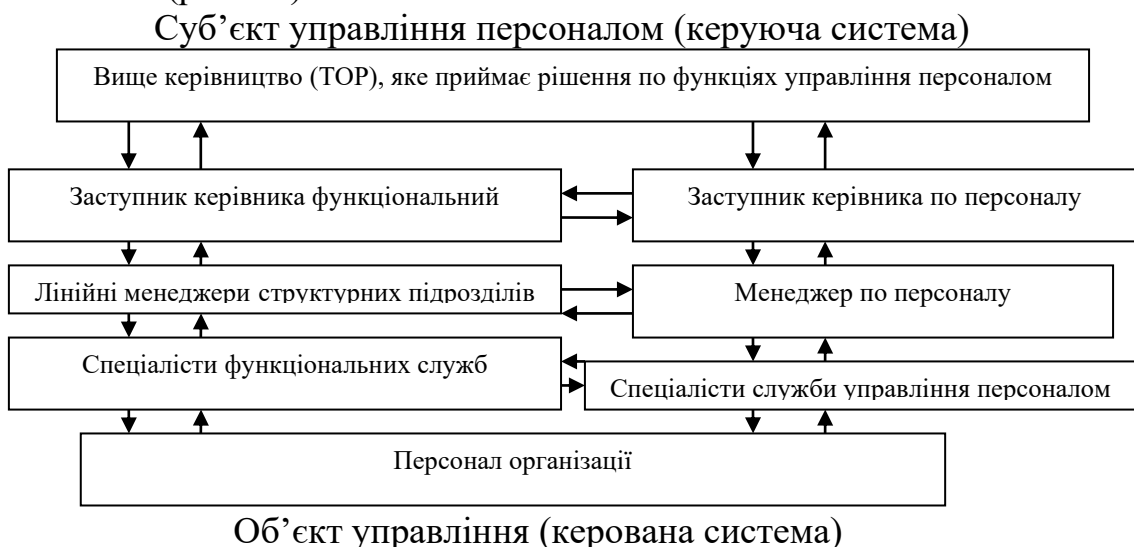 Суб’єкт управління персоналом (керуюча система)
Вище керівництво (TOP), яке приймає рішення по функціях управління персоналом
Заступник керівника функціональний
Заступник керівника по персоналу
Лінійні менеджери структурних підрозділів
Менеджер по персоналу
Спеціалісти функціональних служб
Спеціалісти служби управління персоналом
Персонал організації
Об’єкт управління (керована система)